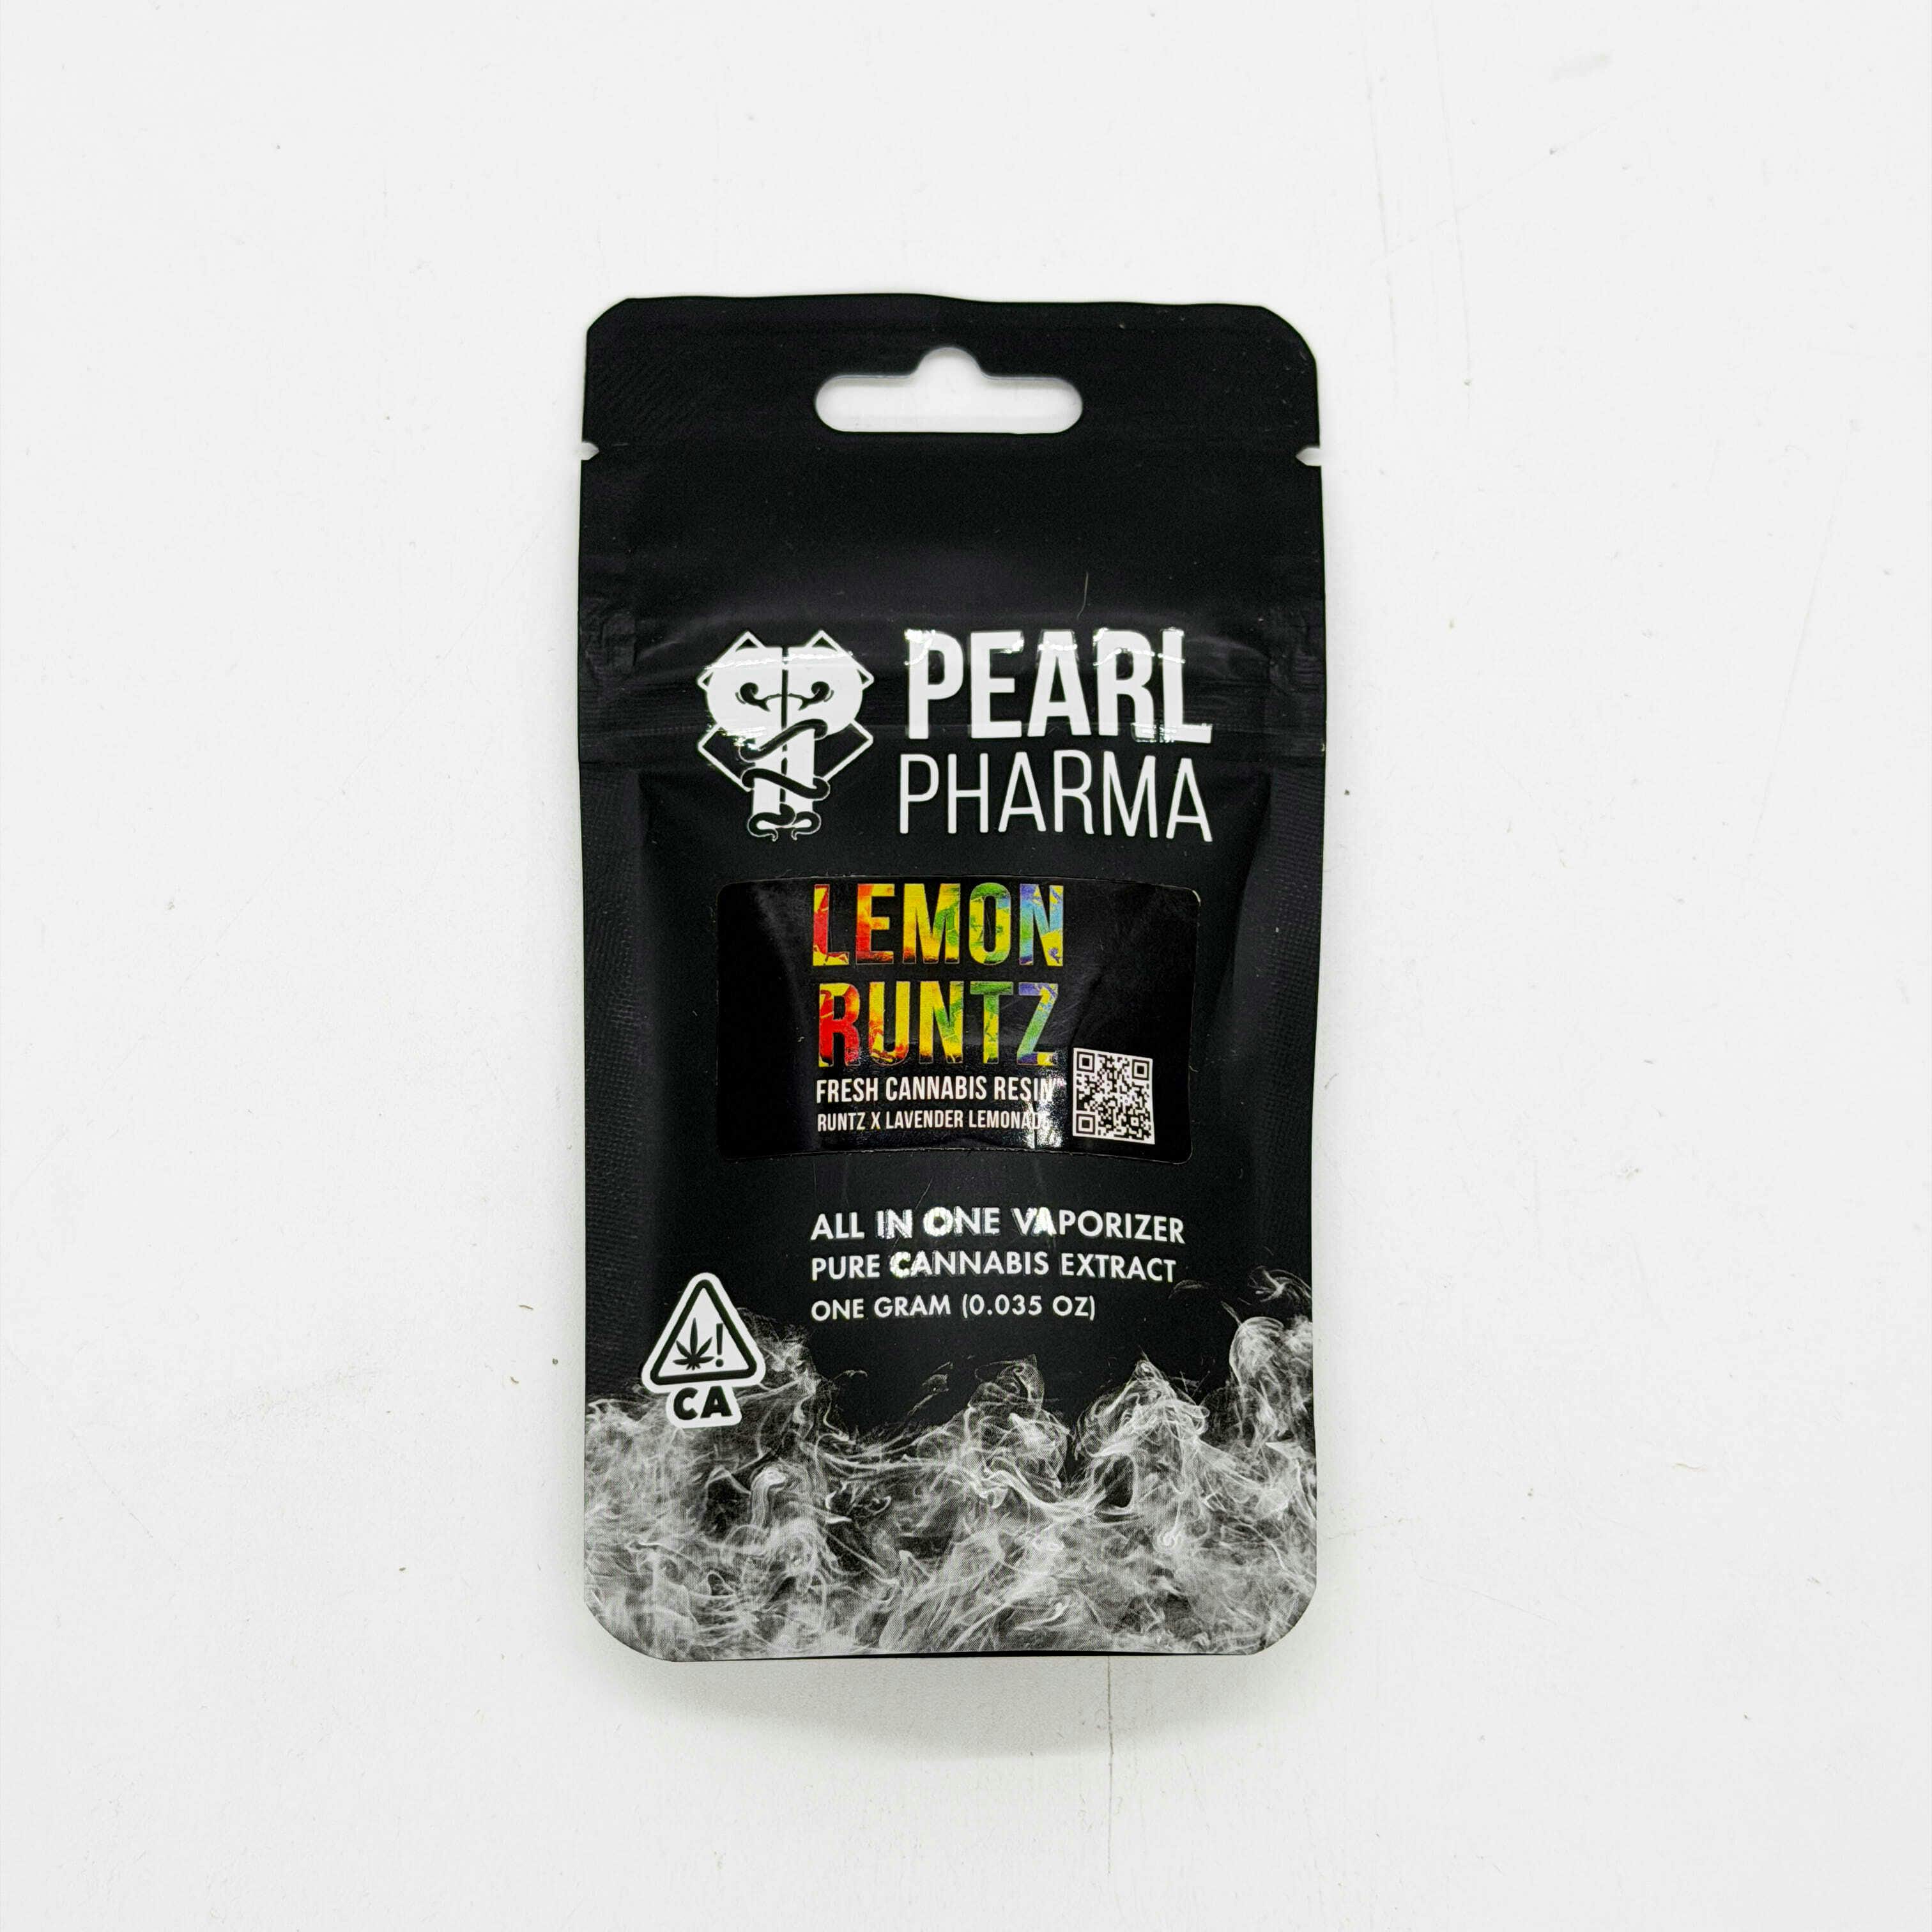 PEARL
PHARMA
LEMON
RUNTZ
FRESH CANNABIS RESIN
RUNTZ X LAVENDER LEMONADE
ALL IN ONE VAPORIZER
PURE CANNABIS EXTRACT
ONE GRAM (0.035 OZ)
!
CA